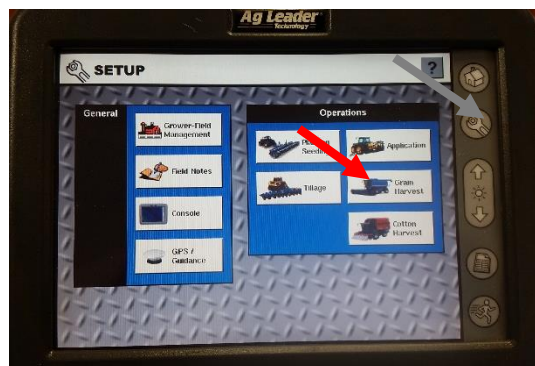 Ag Leader
Technology
SETUP
?
General
Grower-Field
Management
Field Notes
Console
GPS /
Guidance
Operations
Seeding
Application
Tillage
Grain
Harvest
Cotton
Harvest